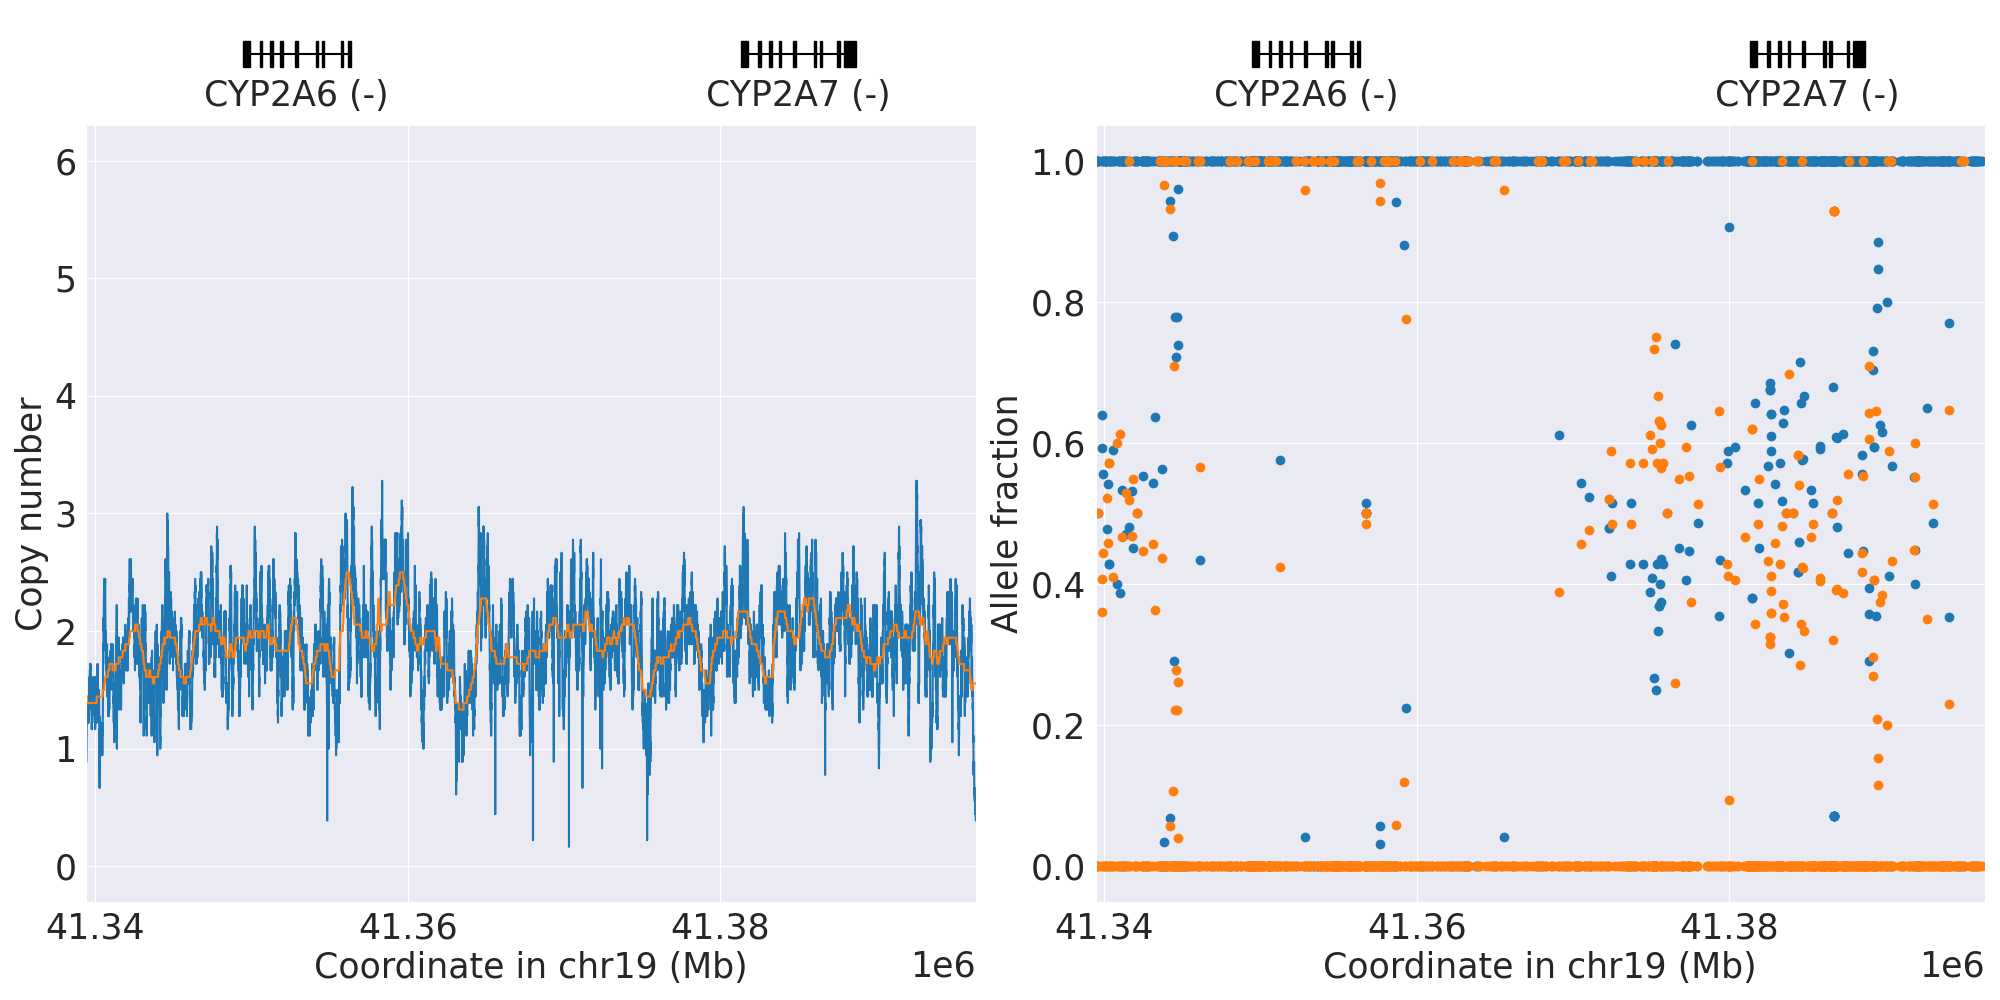 CYP2A6 (-) CYP2A7 (-)
CYP2A6 (-) CYP2A7 (-)
Copy number
6
5
4
3
2
1
0
41.34 41.36 41.38
Coordinate in chr19 (Mb) 1e6
Allele fraction
1.0
0.8
0.6
0.4
0.2
0.0
41.34 41.36 41.38
Coordinate in chr19 (Mb) 1e6